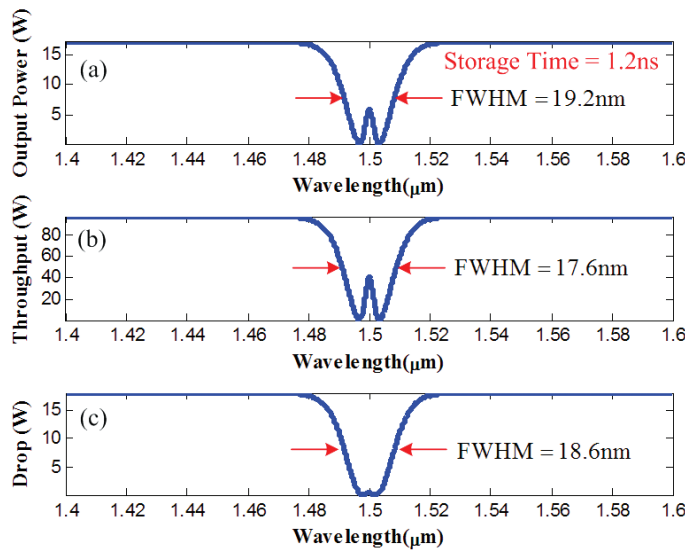 Output Power (W)
15
10
5
(a)
Storage Time = 1.2ns
FWHM = 19.2nm
1.4 1.42 1.44 1.46 1.48 1.5 1.52 1.54 1.56 1.58 1.6
Wavelength(μm)
Throughput (W)
80
60
40
20
(b)
FWHM = 17.6nm
1.4 1.42 1.44 1.46 1.48 1.5 1.52 1.54 1.56 1.58 1.6
Wavelength(μm)
Drop (W)
15
10
5
(c)
FWHM = 18.6nm
1.4 1.42 1.44 1.46 1.48 1.5 1.52 1.54 1.56 1.58 1.6
Wavelength(μm)